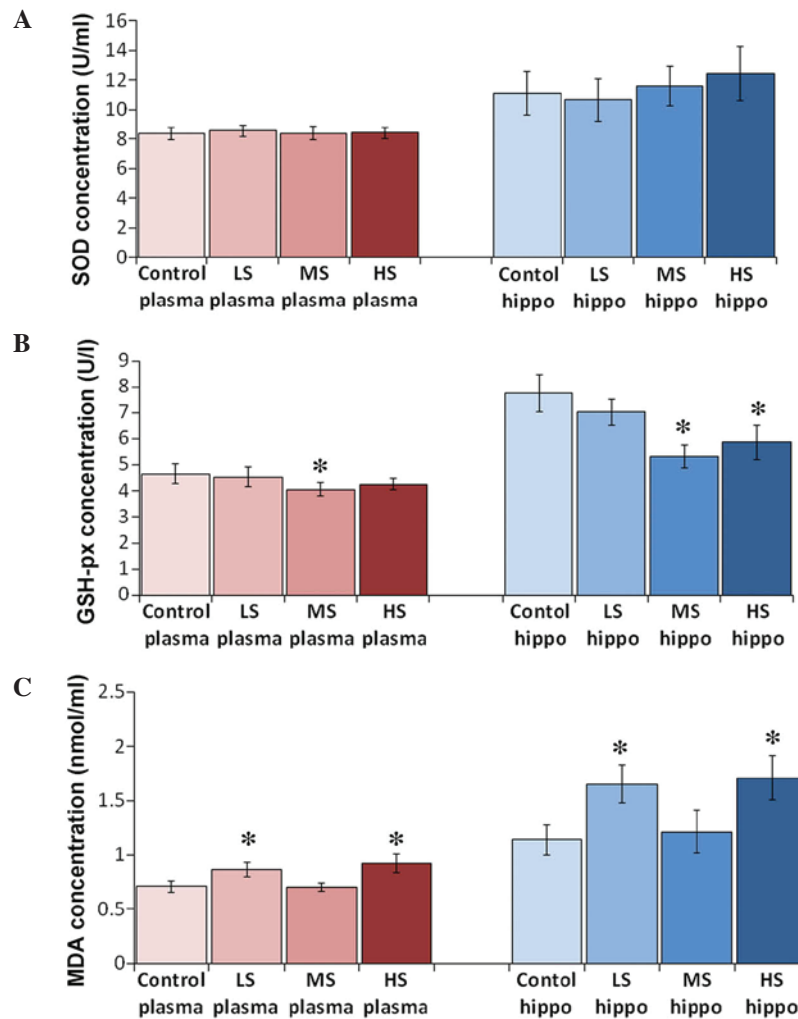 A
SOD concentration (U/ml)
16
14
12
10
8
6
4
2
0
Control LS MS HS Contol LS MS HS
plasma plasma plasma plasma hippo hippo hippo hippo
B
GSH-px concentration (U/l)
9
8
7
6
5
4
3
2
1
0
* * *
Control LS MS HS Contol LS MS HS
plasma plasma plasma plasma hippo hippo hippo hippo
C
MDA concentration (nmol/ml)
2.5
2
1.5
1
0.5
0
* * * *
Control LS MS HS Contol LS MS HS
plasma plasma plasma plasma hippo hippo hippo hippo